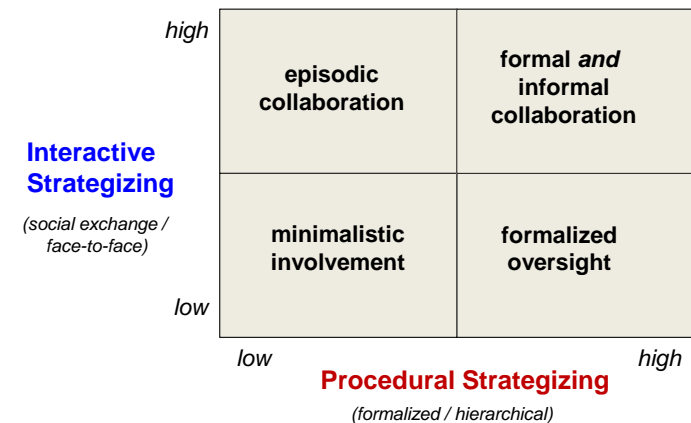 high
episodic
collaboration
formal and
informal
collaboration
Interactive
Strategizing
(social exchange /
face-to-face)
minimalistic
involvement
formalized
oversight
low
low
high
Procedural Strategizing
(formalized / hierarchical)